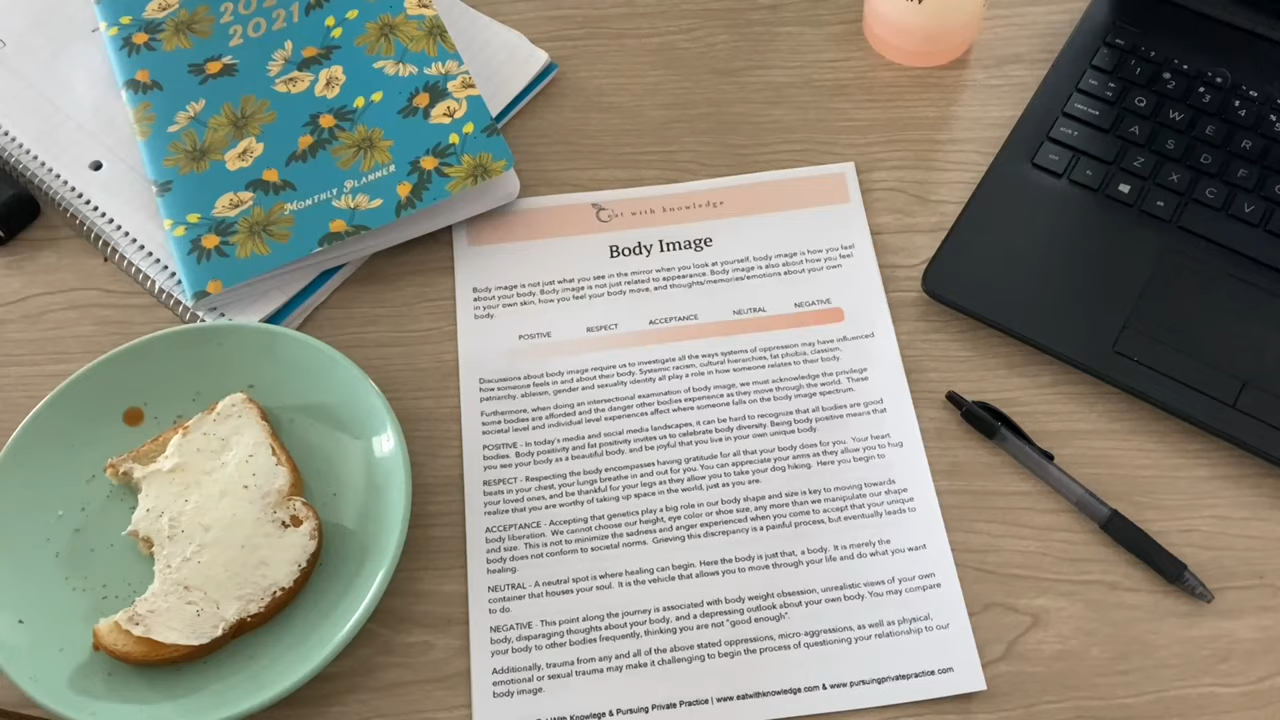 2021
MONTHLY PLANNER
eat with knowledge
Body Image
Body image is not just what you see in the mirror when you look at yourself, body image is how you feel
about your body. Body image is not just related to appearance. Body image is also about how you feel
in your own skin, how you feel your body move, and thoughts/memories/emotions about your own
body.
POSITIVE RESPECT ACCEPTANCE NEUTRAL NEGATIVE
Discussions about body image require us to investigate all the ways systems of oppression may have influenced
how someone feels in and about their body. Systemic racism, cultural hierarchies, fat phobia, classism,
patriarchy, ableism, gender and sexuality identity all play a role in how someone relates to their body.
Furthermore, when doing an intersectional examination of body image, we must acknowledge the privilege
some bodies are afforded and the danger other bodies experience as they move through the world. These
societal level and individual level experiences affect where someone falls on the body image spectrum.
POSITIVE - In today's media and social media landscapes, it can be hard to recognize that all bodies are good
bodies. Body positivity and fat positivity invites us to celebrate body diversity. Being body positive means that
you see your body as a beautiful body, and be joyful that you live in your own unique body.
RESPECT - Respecting the body encompasses having gratitude for all that your body does for you. Your heart
beats in your chest, your lungs breathe in and out for you. You can appreciate your arms as they allow you to hug
your loved ones, and be thankful for your legs as they allow you to take your dog hiking. Here you begin to
realize that you are worthy of taking up space in the world, just as you are.
ACCEPTANCE - Accepting that genetics play a big role in our body shape and size is key to moving towards
body liberation. We cannot choose our height, eye color or shoe size, any more than we manipulate our shape
and size. This is not to minimize the sadness and anger experienced when you come to accept that your unique
body does not conform to societal norms. Grieving this discrepancy is a painful process, but eventually leads to
healing.
NEUTRAL - A neutral spot is where healing can begin. Here the body is just that, a body. It is merely the
container that houses your soul. It is the vehicle that allows you to move through your life and do what you want
to do.
NEGATIVE - This point along the journey is associated with body weight obsession, unrealistic views of your own
body, disparaging thoughts about your body, and a depressing outlook about your own body. You may compare
your body to other bodies frequently, thinking you are not "good enough".
Additionally, trauma from any and all of the above stated oppressions, micro-aggressions, as well as physical,
emotional or sexual trauma may make it challenging to begin the process of questioning your relationship to our
body image.
With Knowlege & Pursuing Private Practice | www.eatwithknowledge.com & www.pursuingprivatepractice.com
1 2 3 4
Q W E R
A S D F
Z X C V